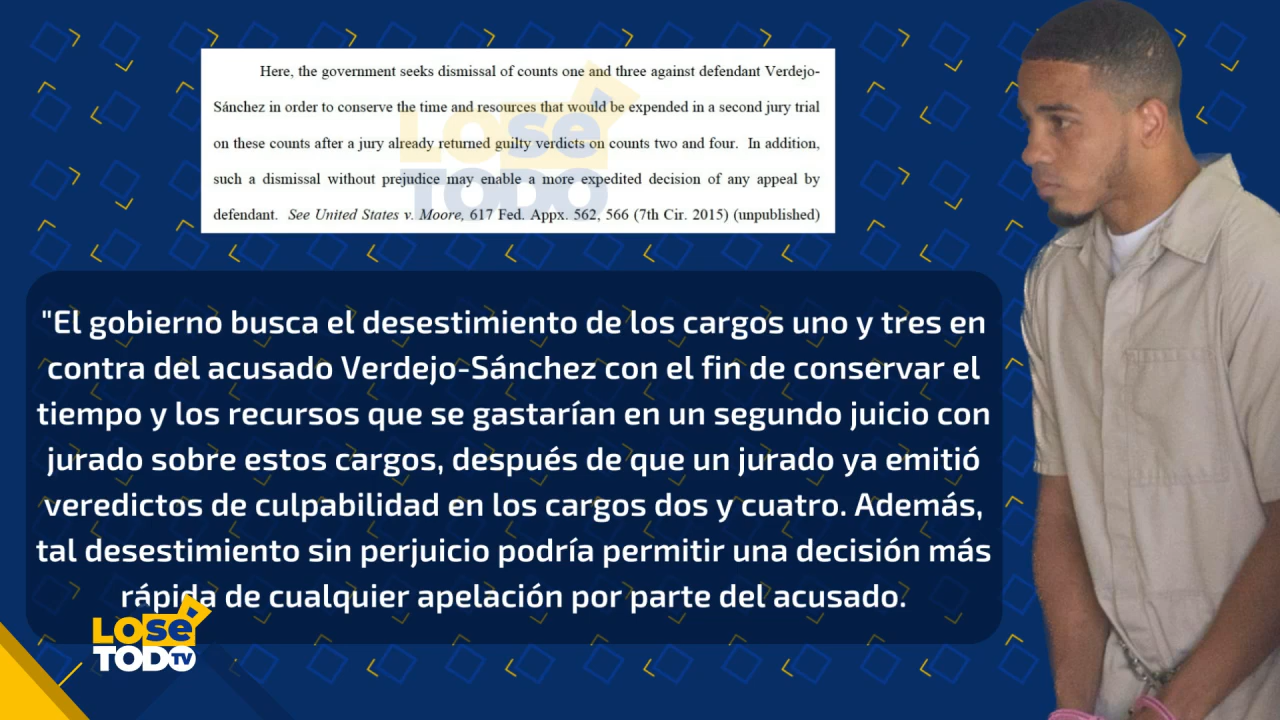 Here, the government seeks dismissal of counts one and three against defendant Verdejo-
Sánchez in order to conserve the time and resources that would be expended in a second jury trial
on these counts after a jury already returned guilty verdicts on counts two and four. In addition,
such a dismissal without prejudice may enable a more expedited decision of any appeal by
defendant. See United States v. Moore, 617 Fed. Appx. 562, 566 (7th Cir. 2015) (unpublished)
LOSE
TODO
"El gobierno busca el desestimiento de los cargos uno y tres en
contra del acusado Verdejo-Sánchez con el fin de conservar el
tiempo y los recursos que se gastarían en un segundo juicio con
jurado sobre estos cargos, después de que un jurado ya emitió
veredictos de culpabilidad en los cargos dos y cuatro. Además,
tal desestimiento sin perjuicio podría permitir una decisión más
rápida de cualquier apelación por parte del acusado.
LOSé
TODO TV